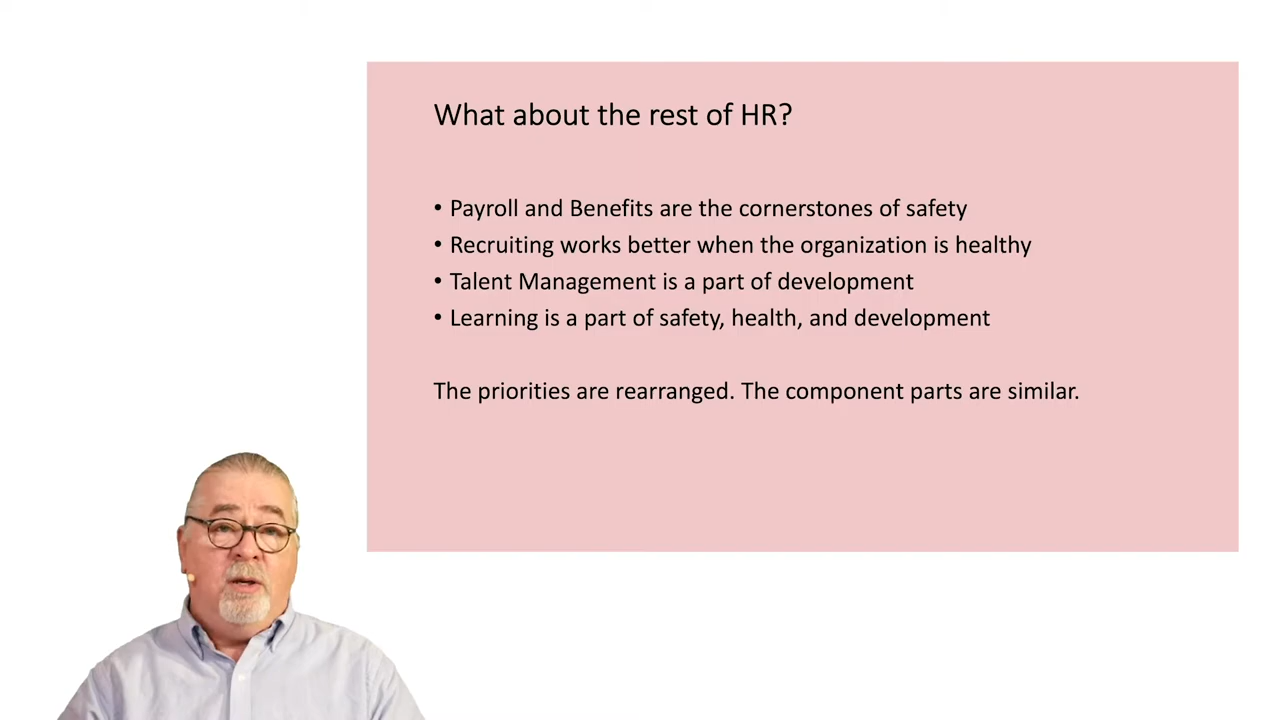 What about the rest of HR?
• Payroll and Benefits are the cornerstones of safety
• Recruiting works better when the organization is healthy
• Talent Management is a part of development
• Learning is a part of safety, health, and development
The priorities are rearranged. The component parts are similar.